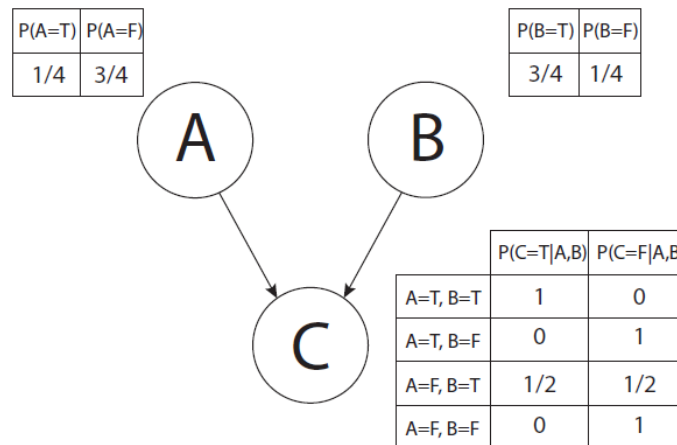 P(A=T) P(A=F)
1/4 3/4
P(B=T) P(B=F)
3/4 1/4
A
B
C
P(C=T|A,B) P(C=F|A,B
A=T, B=T 1 0
A=T, B=F 0 1
A=F, B=T 1/2 1/2
A=F, B=F 0 1